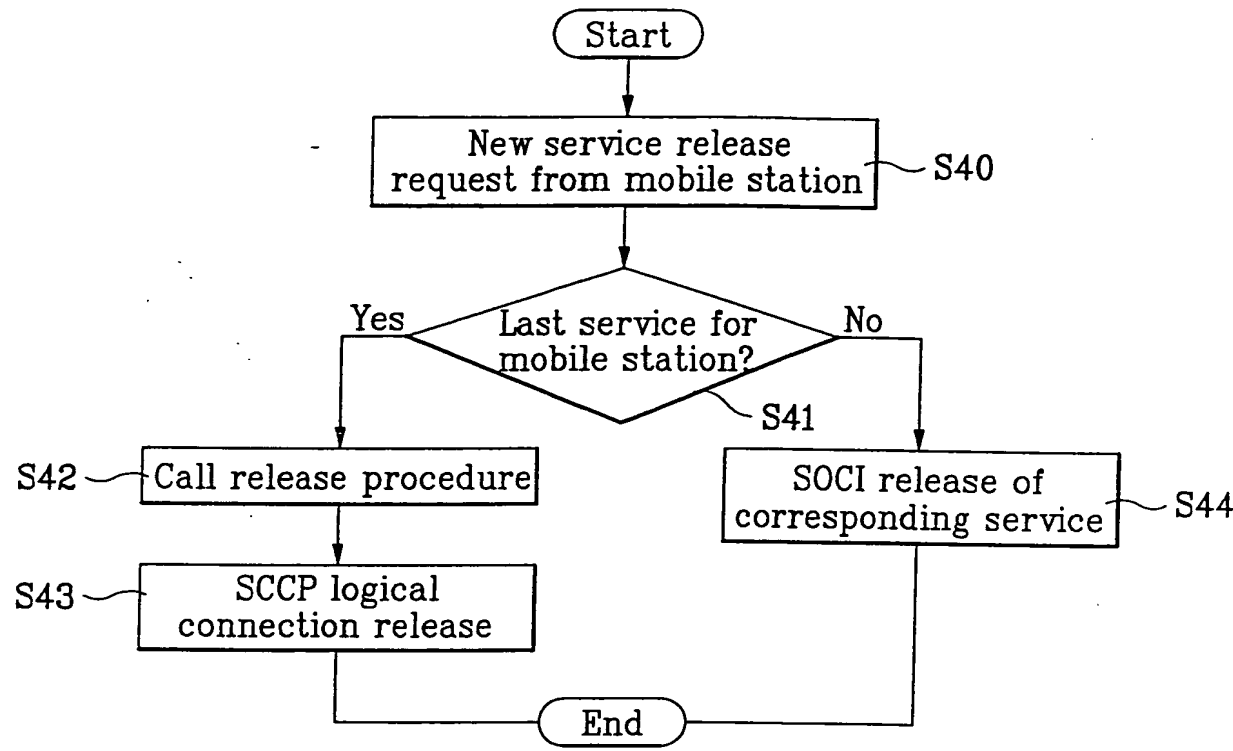 Start
New service release
request from mobile station
S40
Yes
Last service for
mobile station?
No
S41
S42
Call release procedure
SOCI release of
corresponding service
S44
S43
SCCP logical
connection release
End